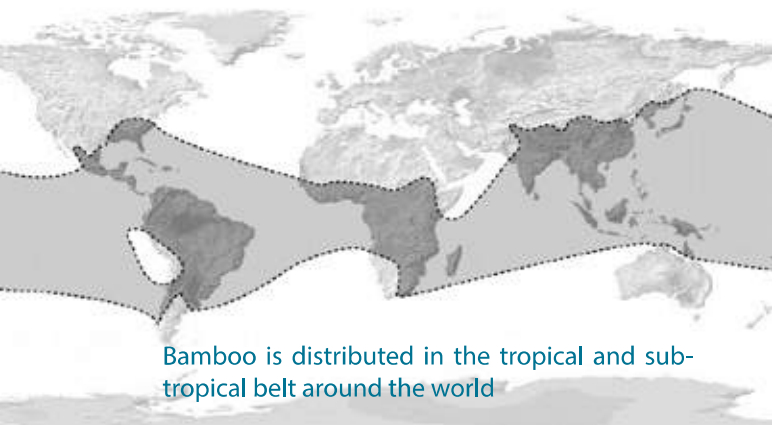 Bamboo is distributed in the tropical and sub-
tropical belt around the world